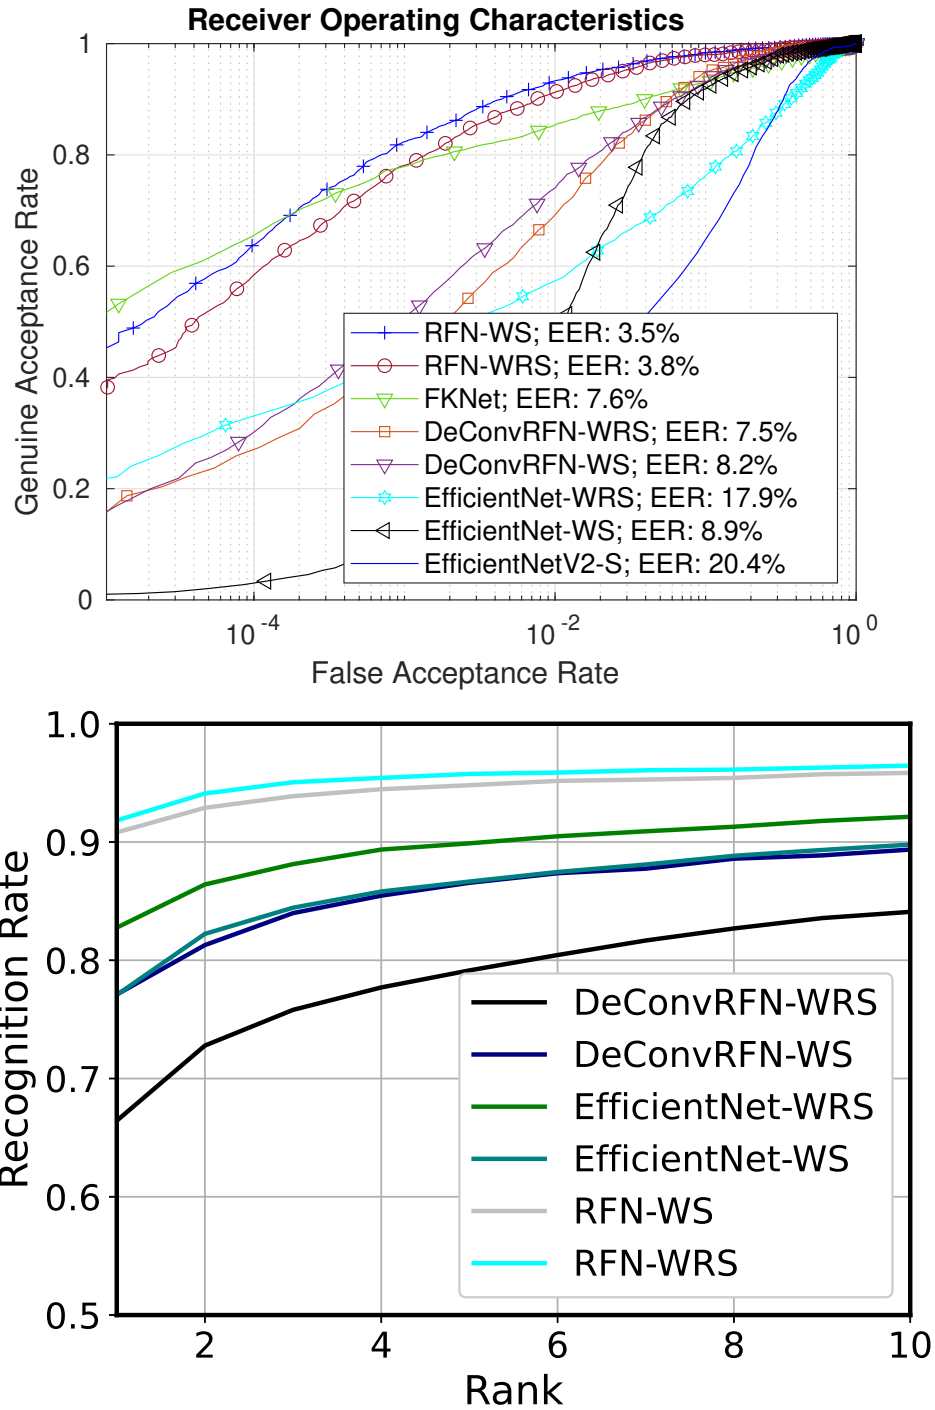 Receiver Operating Characteristics
1
0.8
0.6
0.4
0.2
0
Genuine Acceptance Rate
RFN-WS; EER: 3.5%
RFN-WRS; EER: 3.8%
FKNet; EER: 7.6%
DeConvRFN-WRS; EER: 7.5%
DeConvRFN-WS; EER: 8.2%
EfficientNet-WRS; EER: 17.9%
EfficientNet-WS; EER: 8.9%
EfficientNetV2-S; EER: 20.4%
10^-4 10^-2 10^0
False Acceptance Rate
1.0
0.9
0.8
0.7
0.6
0.5
Recognition Rate
DeConvRFN-WRS
DeConvRFN-WS
EfficientNet-WRS
EfficientNet-WS
RFN-WS
RFN-WRS
2 4 6 8 10
Rank